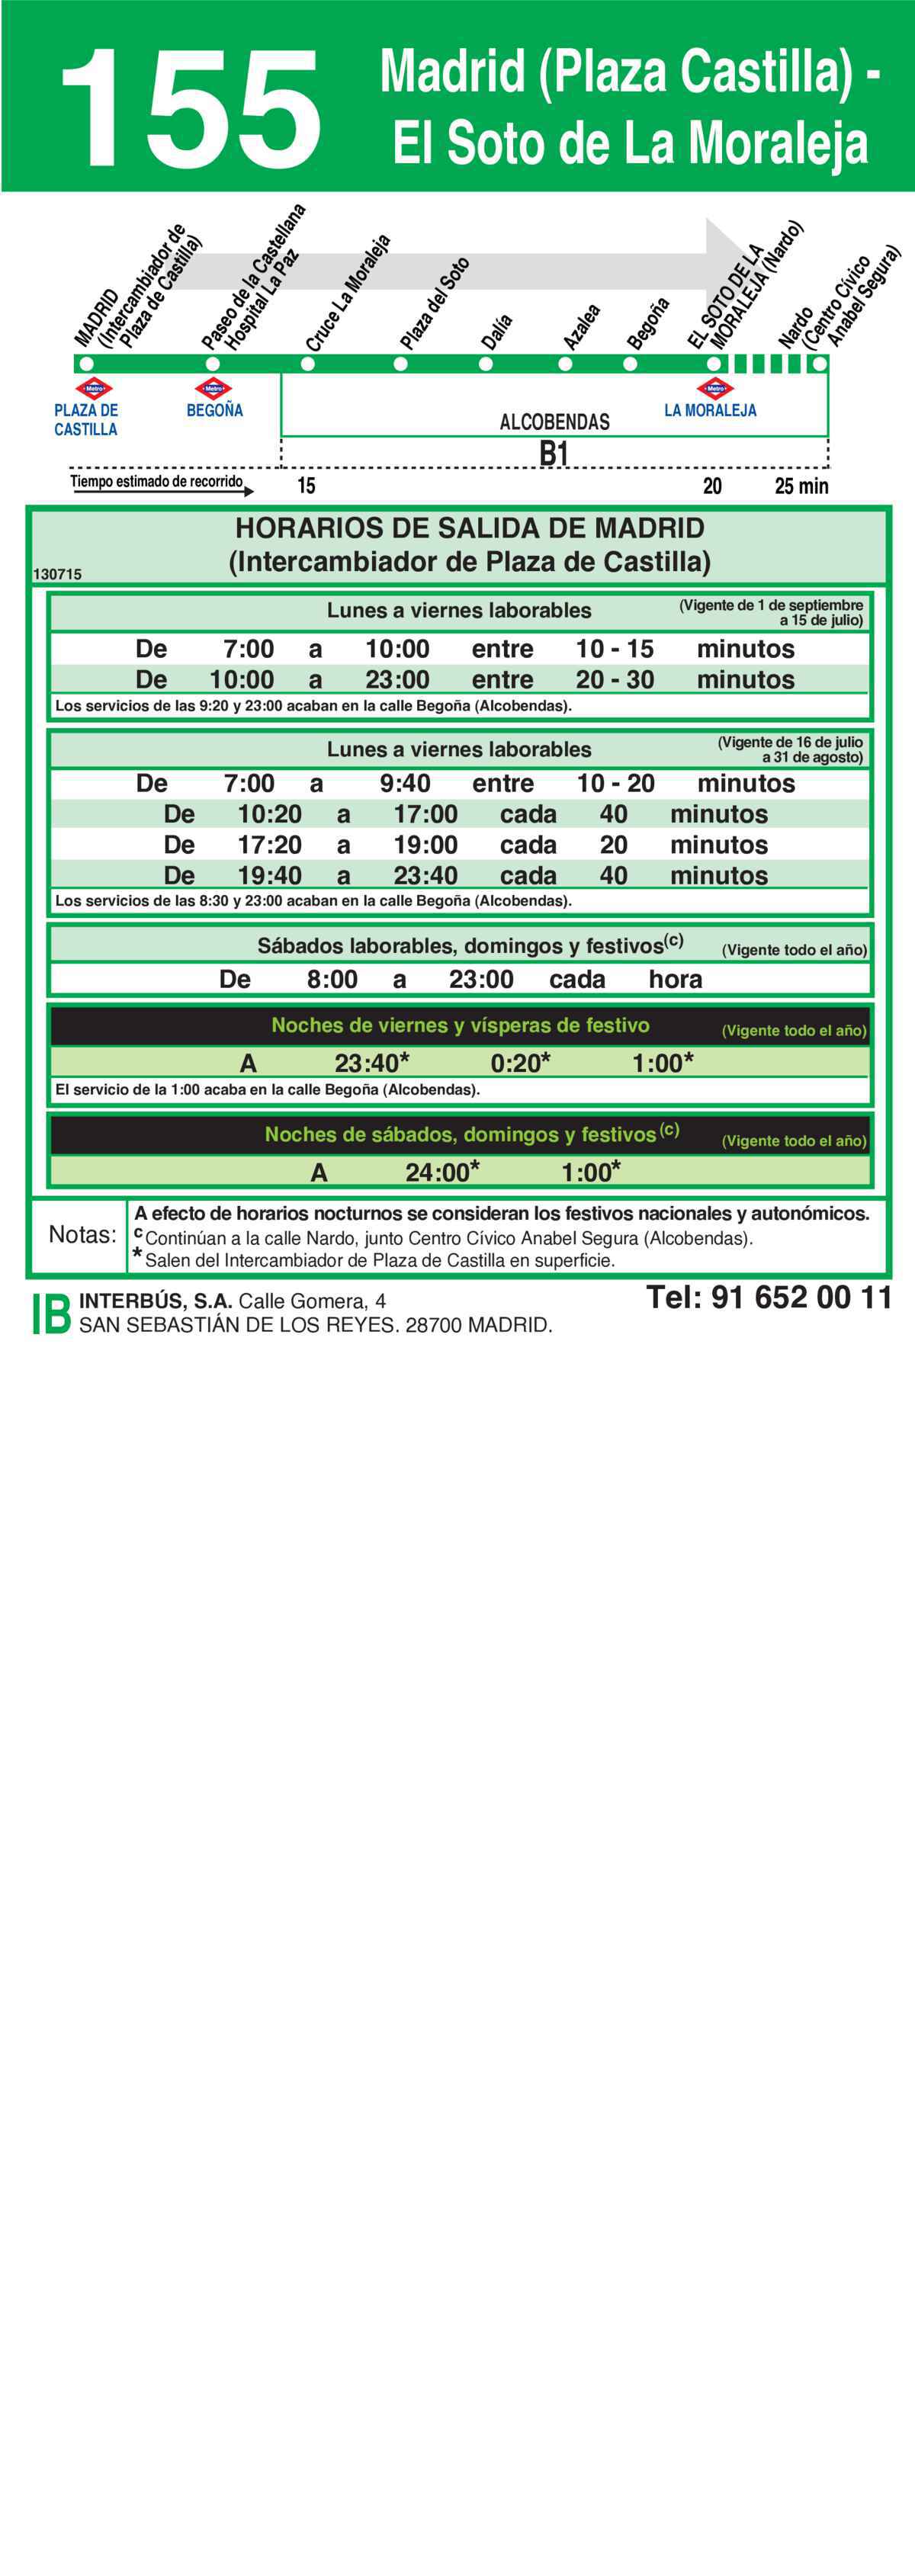 155
Madrid (Plaza Castilla) -
El Soto de La Moraleja
MADRID
(Intercambiador de
Plaza de Castilla)
Paseo de la Castellana
Hospital La Paz
Cruce La Moraleja
Plaza del Soto
Dalía
Azalea
Begoña
EL SOTO DE LA
MORALEJA (Nardo)
Nardo
(Centro Cívico
Anabel Segura)
Metro
Metro
Metro
PLAZA DE
CASTILLA
BEGOÑA
LA MORALEJA
ALCOBENDAS
B1
Tiempo estimado de recorrido 15 20 25 min
HORARIOS DE SALIDA DE MADRID
(Intercambiador de Plaza de Castilla)
130715
Lunes a viernes laborables (Vigente de 1 de septiembre
a 15 de julio)
De 7:00 a 10:00 entre 10 - 15 minutos
De 10:00 a 23:00 entre 20 - 30 minutos
Los servicios de las 9:20 y 23:00 acaban en la calle Begoña (Alcobendas).
Lunes a viernes laborables (Vigente de 16 de julio
a 31 de agosto)
De 7:00 a 9:40 entre 10 - 20 minutos
De 10:20 a 17:00 cada 40 minutos
De 17:20 a 19:00 cada 20 minutos
De 19:40 a 23:40 cada 40 minutos
Los servicios de las 8:30 y 23:00 acaban en la calle Begoña (Alcobendas).
Sábados laborables, domingos y festivos(c) (Vigente todo el año)
De 8:00 a 23:00 cada hora
Noches de viernes y vísperas de festivo (Vigente todo el año)
A 23:40* 0:20* 1:00*
El servicio de la 1:00 acaba en la calle Begoña (Alcobendas).
Noches de sábados, domingos y festivos (c) (Vigente todo el año)
A 24:00* 1:00*
Notas:
A efecto de horarios nocturnos se consideran los festivos nacionales y autonómicos.
c Continúan a la calle Nardo, junto Centro Cívico Anabel Segura (Alcobendas).
* Salen del Intercambiador de Plaza de Castilla en superficie.
IB INTERBÚS, S.A. Calle Gomera, 4
SAN SEBASTIÁN DE LOS REYES. 28700 MADRID.
Tel: 91 652 00 11